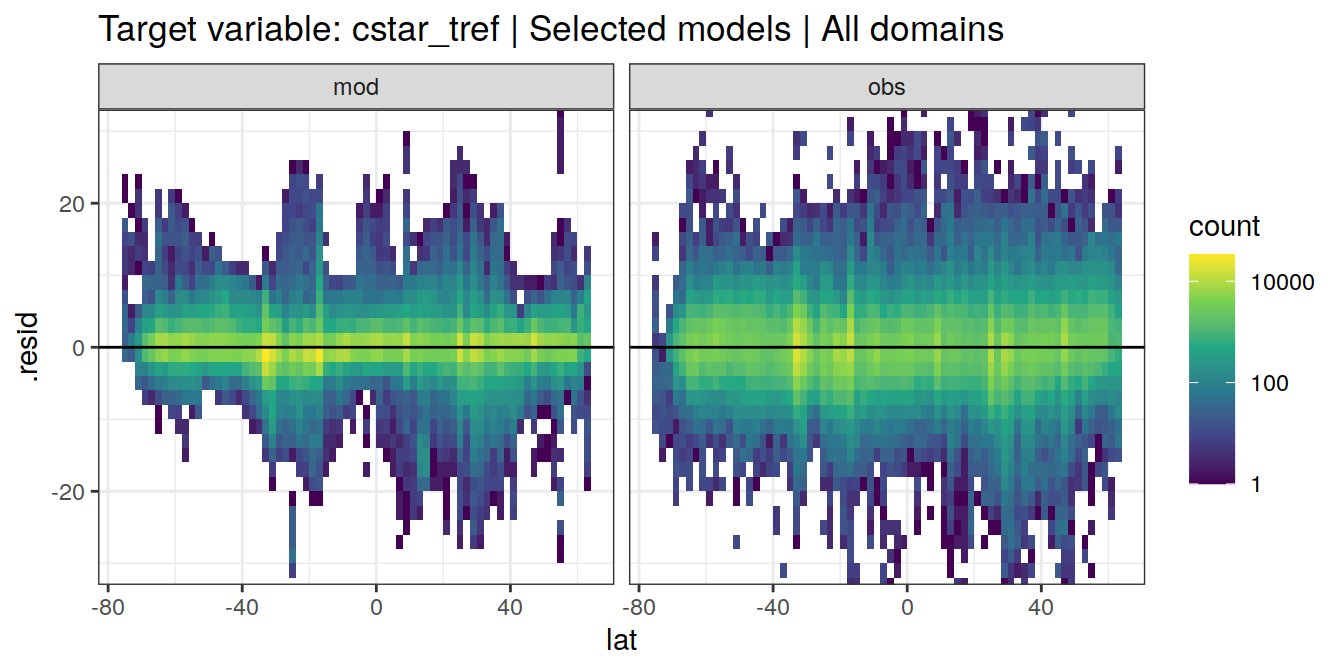 Target variable: cstar_tref | Selected models | All domains
mod
obs
.resid
20
0
-20
-80
-40
0
40
-80
-40
0
40
lat
count
10000
100
1